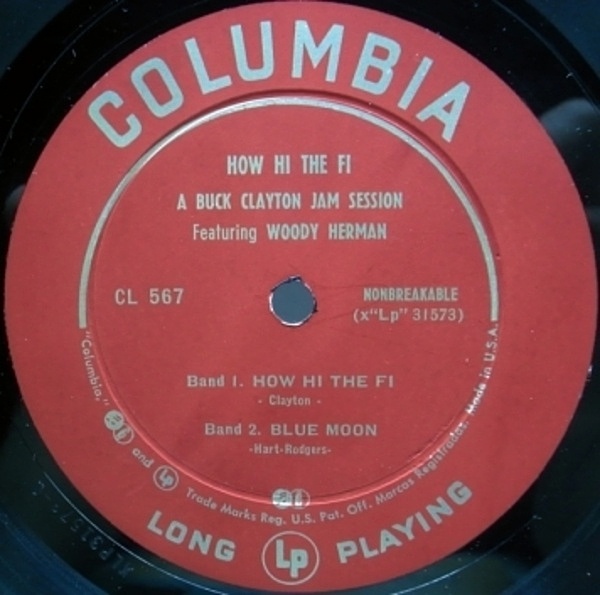 COLUMBIA
HOW HI THE FI
A BUCK CLAYTON JAM SESSION
Featuring WOODY HERMAN
CL 567
NONBREAKABLE
(x"Lp" 31573)
Band 1. HOW HI THE FI
- Clayton -
Band 2. BLUE MOON
-Hart-Rodgers-
"Columbia," and Lp Trade Marks Reg. U.S. Pat. Off. Marcas Registradas. Made in U.S.A.
LONG Lp PLAYING